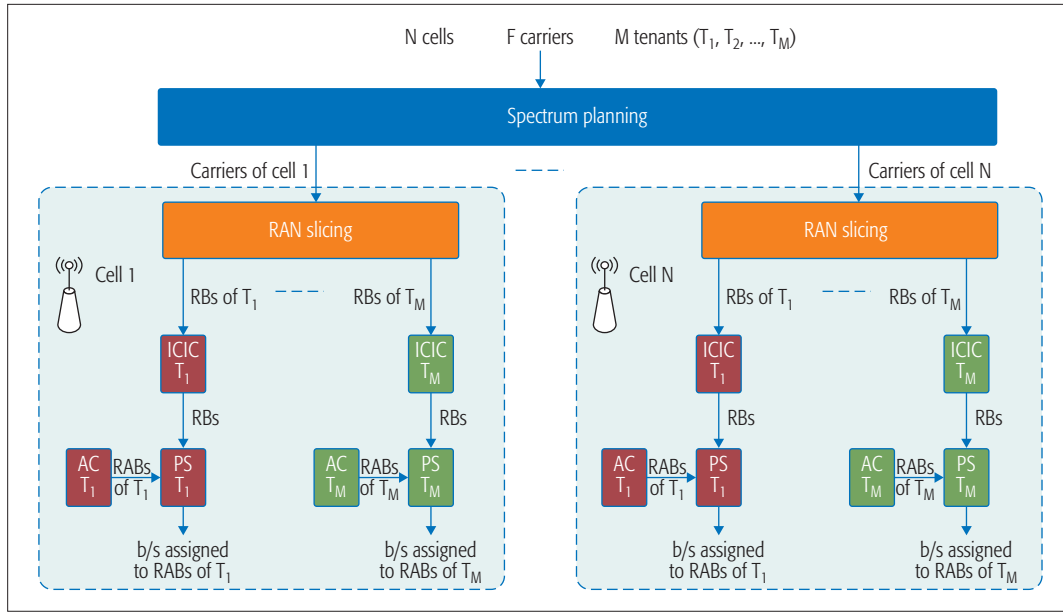 N cells F carriers M tenants (T1, T2, ..., TM)
Spectrum planning
Carriers of cell 1
Carriers of cell N
RAN slicing
Cell 1
RBs of T1
RBs of TM
ICIC
T1
ICIC
TM
RBs
RBs
AC
T1
RABs
of T1
PS
T1
AC
TM
RABs
of TM
PS
TM
b/s assigned
to RABs of T1
b/s assigned
to RABs of TM
RAN slicing
Cell N
RBs of T1
RBs of TM
ICIC
T1
ICIC
TM
RBs
RBs
AC
T1
RABs
of T1
PS
T1
AC
TM
RABs
of TM
PS
TM
b/s assigned
to RABs of T1
b/s assigned
to RABs of TM